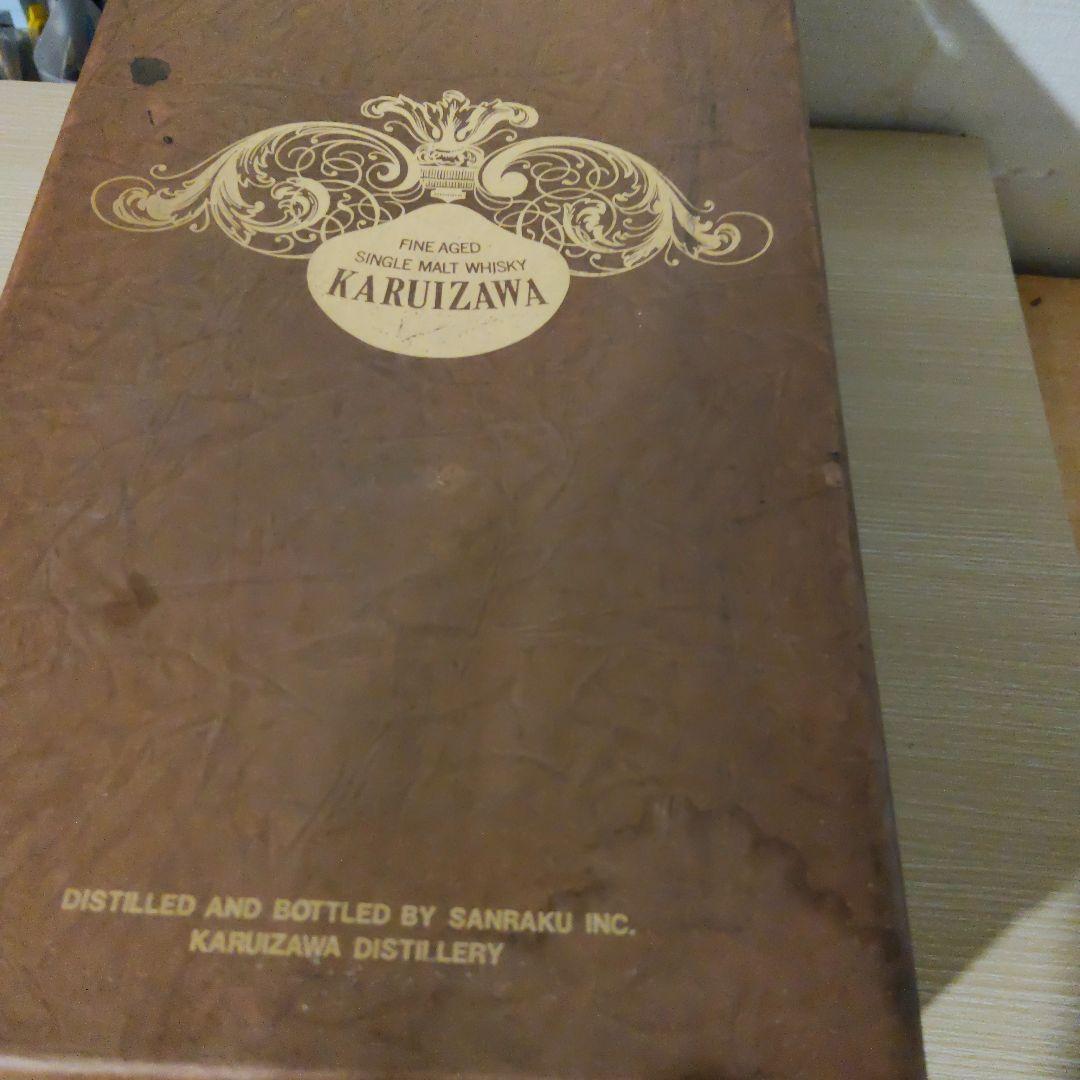 FINE AGED
SINGLE MALT WHISKY
KARUIZAWA
DISTILLED AND BOTTLED BY SANRAKU INC.
KARUIZAWA DISTILLERY